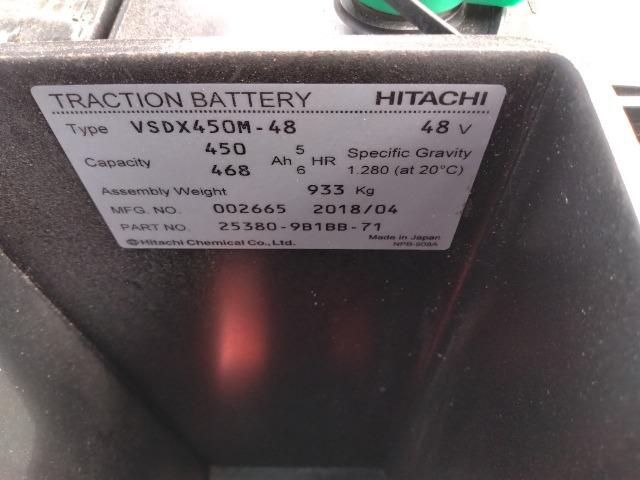 TRACTION BATTERY HITACHI
Type VSDX450M-48 48 V
Capacity 450 Ah 5 HR Specific Gravity
468 6 1.280 (at 20°C)
Assembly Weight 933 Kg
MFG. NO. 002665 2018/04
PART NO. 25380-9B1BB-71
Hitachi Chemical Co., Ltd. Made in Japan
NPB-909A